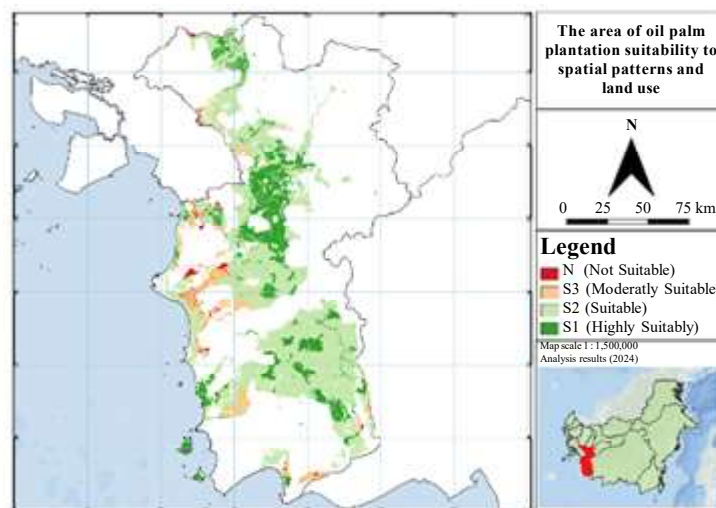 The area of oil palm
plantation suitability to
spatial patterns and
land use
N
0 25 50 75 km
Legend
N (Not Suitable)
S3 (Moderatly Suitable
S2 (Suitable)
S1 (Highly Suitably)
Map scale 1 : 1,500,000
Analysis results (2024)